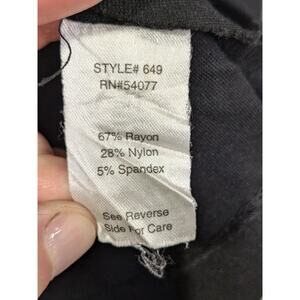 STYLE# 649
RN#54077
67% Rayon
28% Nylon
5% Spandex
See Reverse
Side For Care